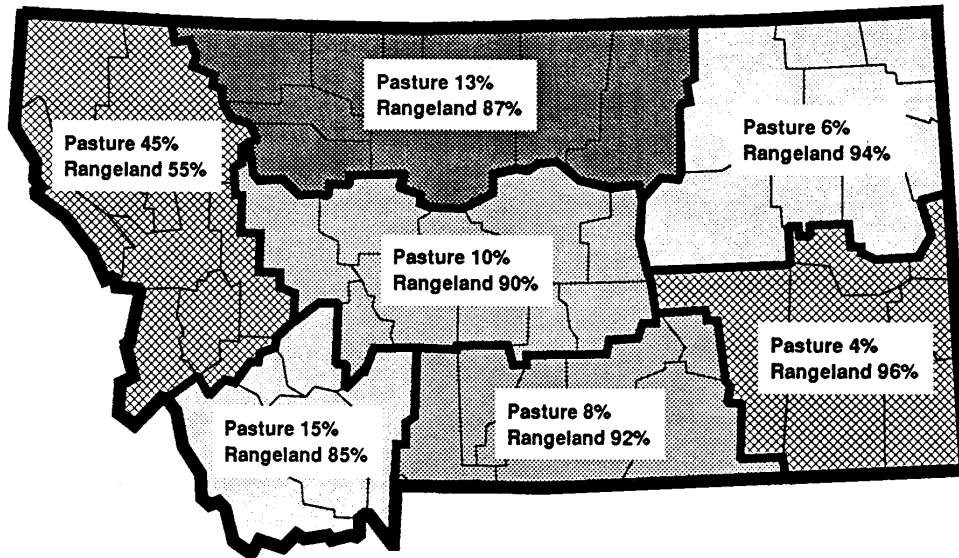 Pasture 13%
Rangeland 87%
Pasture 45%
Rangeland 55%
Pasture 6%
Rangeland 94%
Pasture 10%
Rangeland 90%
Pasture 4%
Rangeland 96%
Pasture 8%
Rangeland 92%
Pasture 15%
Rangeland 85%